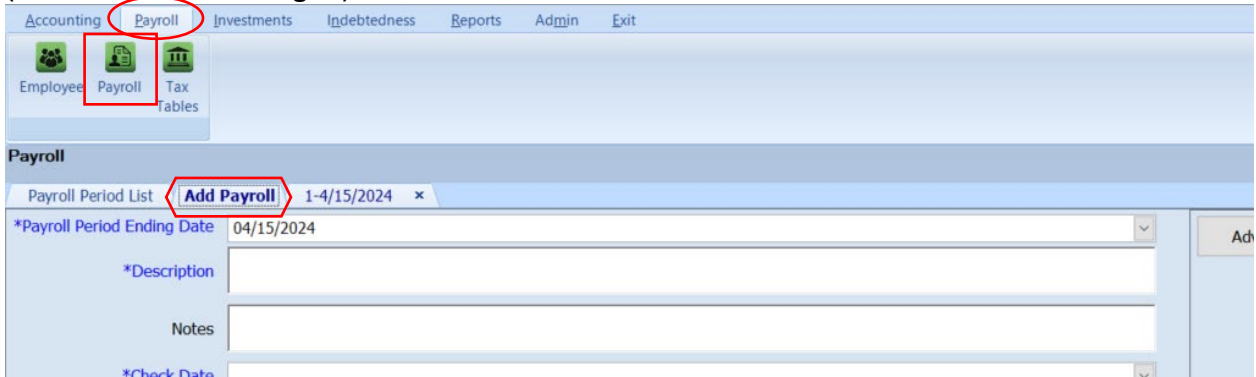 Accounting Payroll Investments Indebtedness Reports Admin Exit
Employee Payroll Tax Tables
Payroll
Payroll Period List Add Payroll 1-4/15/2024 ×
*Payroll Period Ending Date 04/15/2024
*Description
Notes
*Check Date